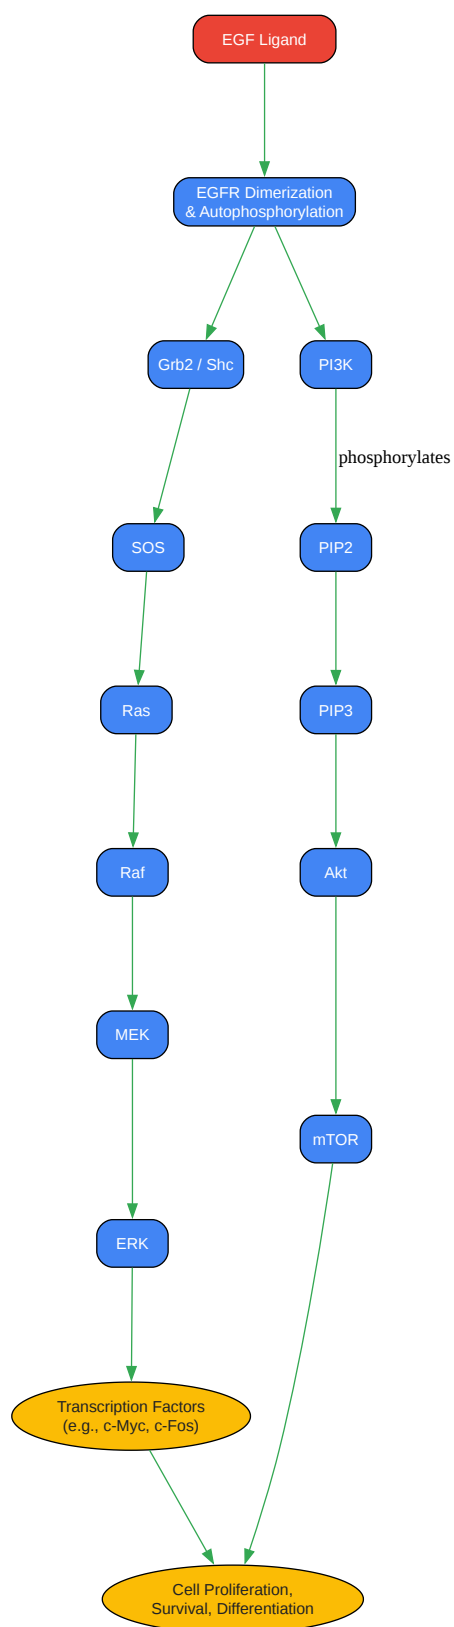 EGF Ligand
EGFR Dimerization
& Autophosphorylation
Grb2 / Shc
PI3K
phosphorylates
SOS
PIP2
Ras
PIP3
Raf
Akt
MEK
mTOR
ERK
Transcription Factors
(e.g., c-Myc, c-Fos)
Cell Proliferation,
Survival, Differentiation